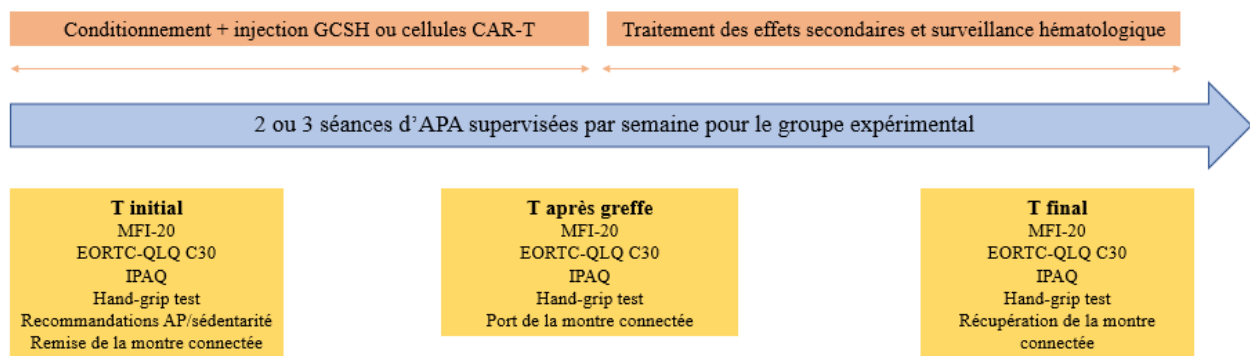 Conditionnement + injection GCSH ou cellules CAR-T
Traitement des effets secondaires et surveillance hématologique
2 ou 3 séances d’APA supervisées par semaine pour le groupe expérimental
T initial
MFI-20
EORTC-QLQ C30
IPAQ
Hand-grip test
Recommandations AP/sédentarité
Remise de la montre connectée
T après greffe
MFI-20
EORTC-QLQ C30
IPAQ
Hand-grip test
Port de la montre connectée
T final
MFI-20
EORTC-QLQ C30
IPAQ
Hand-grip test
Récupération de la montre
connectée